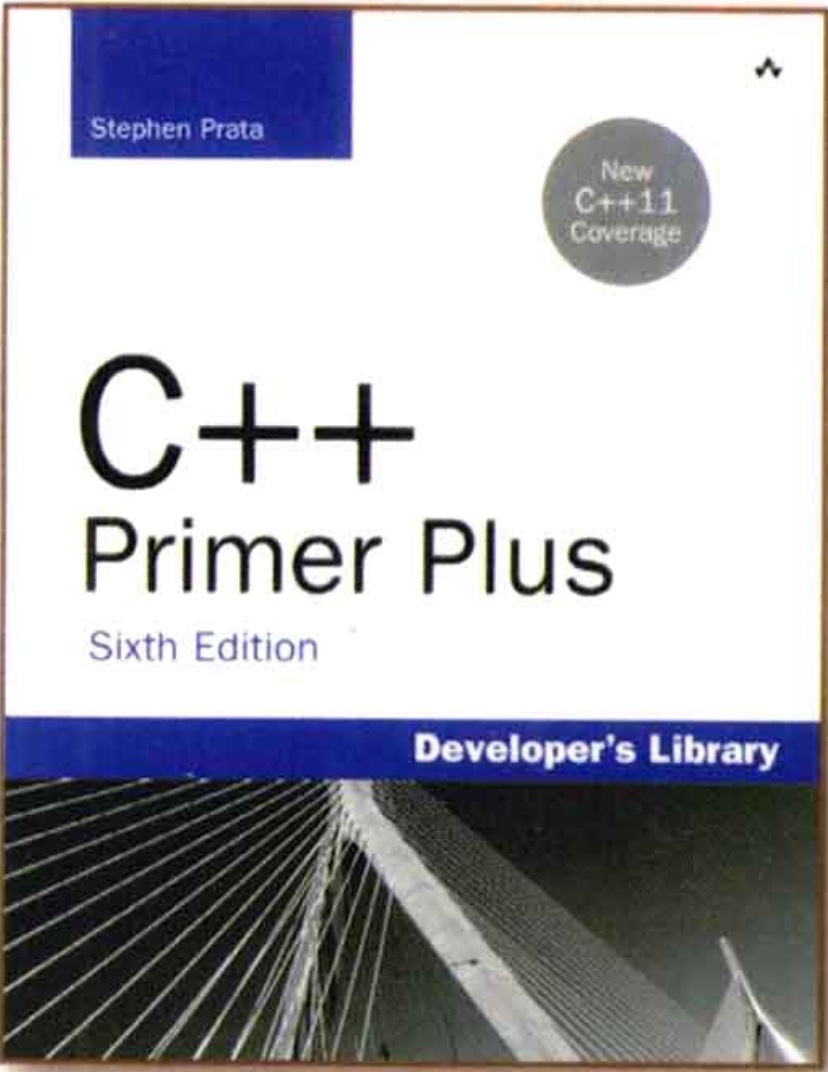 Stephen Prata
New
C++11
Coverage
C++
Primer Plus
Sixth Edition
Developer's Library